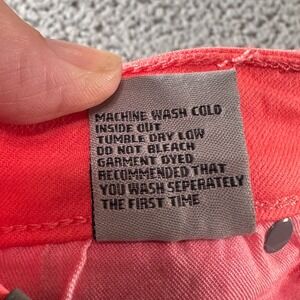 MACHINE WASH COLD
INSIDE OUT
TUMBLE DRY LOW
DO NOT BLEACH
GARMENT DYED
RECOMMENDED THAT
YOU WASH SEPERATELY
THE FIRST TIME